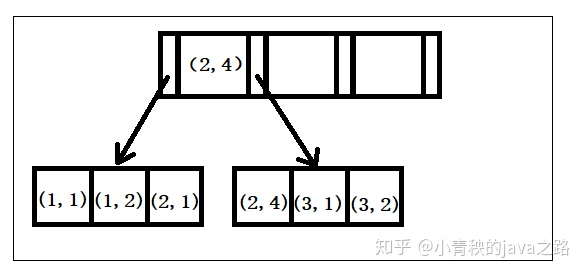 (2,4)
(1,1) (1,2) (2,1) (2,4) (3,1) (3,2)
知乎 @小青秧的java之路